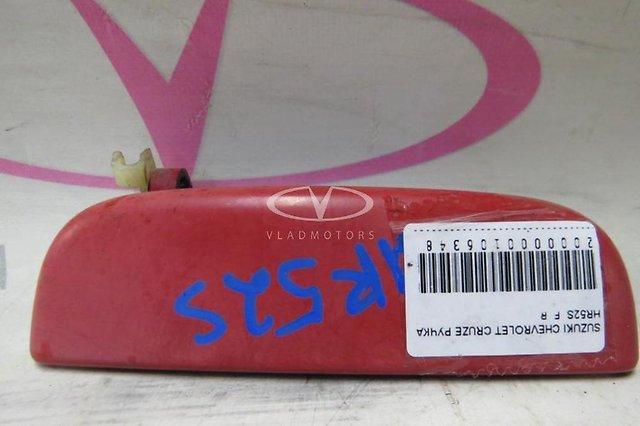 VLADMOTORS
HR52S
2000000106348
SUZUKI CHEVROLET CRUZE РУЧКА
HR52S F R